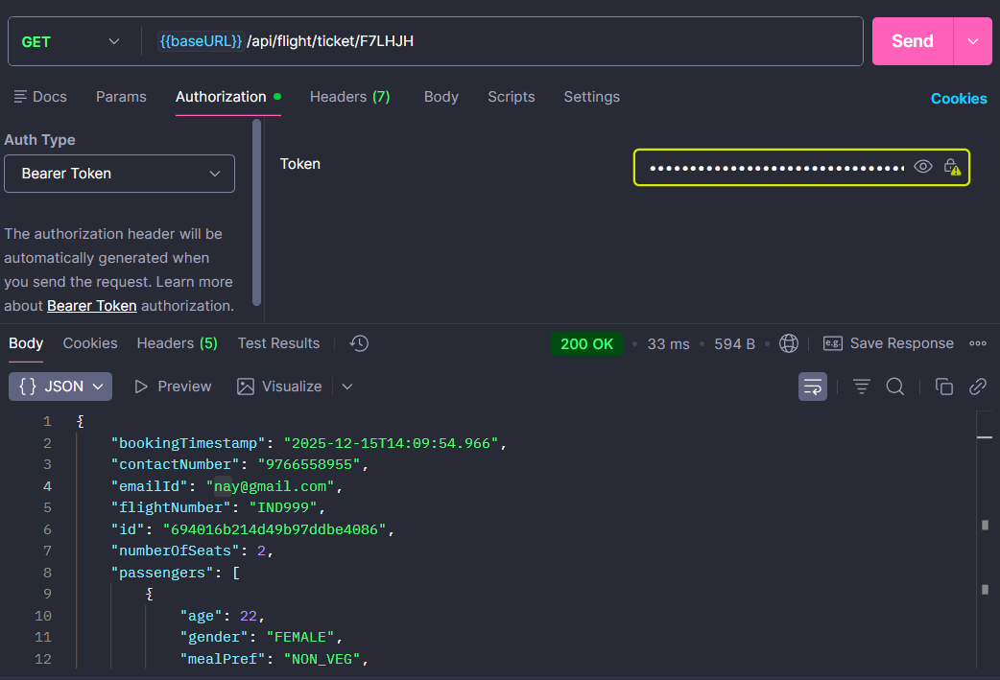 GET {{baseURL}} /api/flight/ticket/F7LHJH Send
Docs Params Authorization Headers (7) Body Scripts Settings Cookies
Auth Type
Bearer Token
Token
The authorization header will be
automatically generated when
you send the request. Learn more
about Bearer Token authorization.
Body Cookies Headers (5) Test Results 200 OK 33 ms 594 B e.g. Save Response
{ } JSON Preview Visualize
1 {
2 "bookingTimestamp": "2025-12-15T14:09:54.966",
3 "contactNumber": "9766558955",
4 "emailId": "nay@gmail.com",
5 "flightNumber": "IND999",
6 "id": "694016b214d49b97ddbe4086",
7 "numberOfSeats": 2,
8 "passengers": [
9 {
10 "age": 22,
11 "gender": "FEMALE",
12 "mealPref": "NON_VEG",